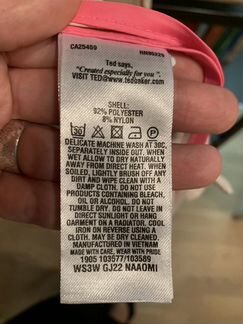 CA25459 RN95229
Ted says,
"Created especially for you".
VISIT TED@www.tedbaker.com
SHELL:
92% POLYESTER
8% NYLON
30
DELICATE MACHINE WASH AT 30C,
SEPARATELY INSIDE OUT. WHEN
WET ALLOW TO DRY NATURALLY
AWAY FROM DIRECT HEAT. WHEN
SOILED, LIGHTLY BRUSH OFF ANY
DIRT AND WIPE CLEAN WITH A
DAMP CLOTH. DO NOT USE
PRODUCTS CONTAINING BLEACH,
OIL OR ALCOHOL. DO NOT
TUMBLE DRY. DO NOT LEAVE IN
DIRECT SUNLIGHT OR HANG
GARMENT ON A RADIATOR. COOL
IRON ON REVERSE USING A
CLOTH. MAY BE DRY CLEANED.
MANUFACTURED IN VIETNAM
MADE WITH CARE, WEAR WITH PRIDE
1905 103577/103589
WS3W GJ22 NAAOMI